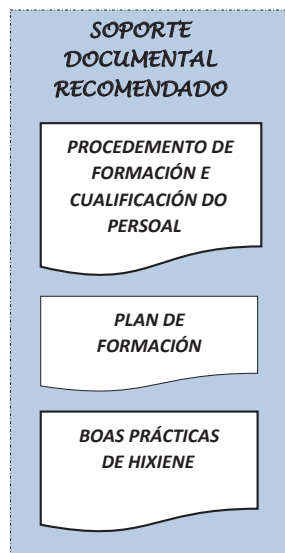 SOPORTE
DOCUMENTAL
RECOMENDADO
PROCEDEMENTO DE
FORMACIÓN E
CUALIFICACIÓN DO
PERSOAL
PLAN DE
FORMACIÓN
BOAS PRÁCTICAS
DE HIXIENE